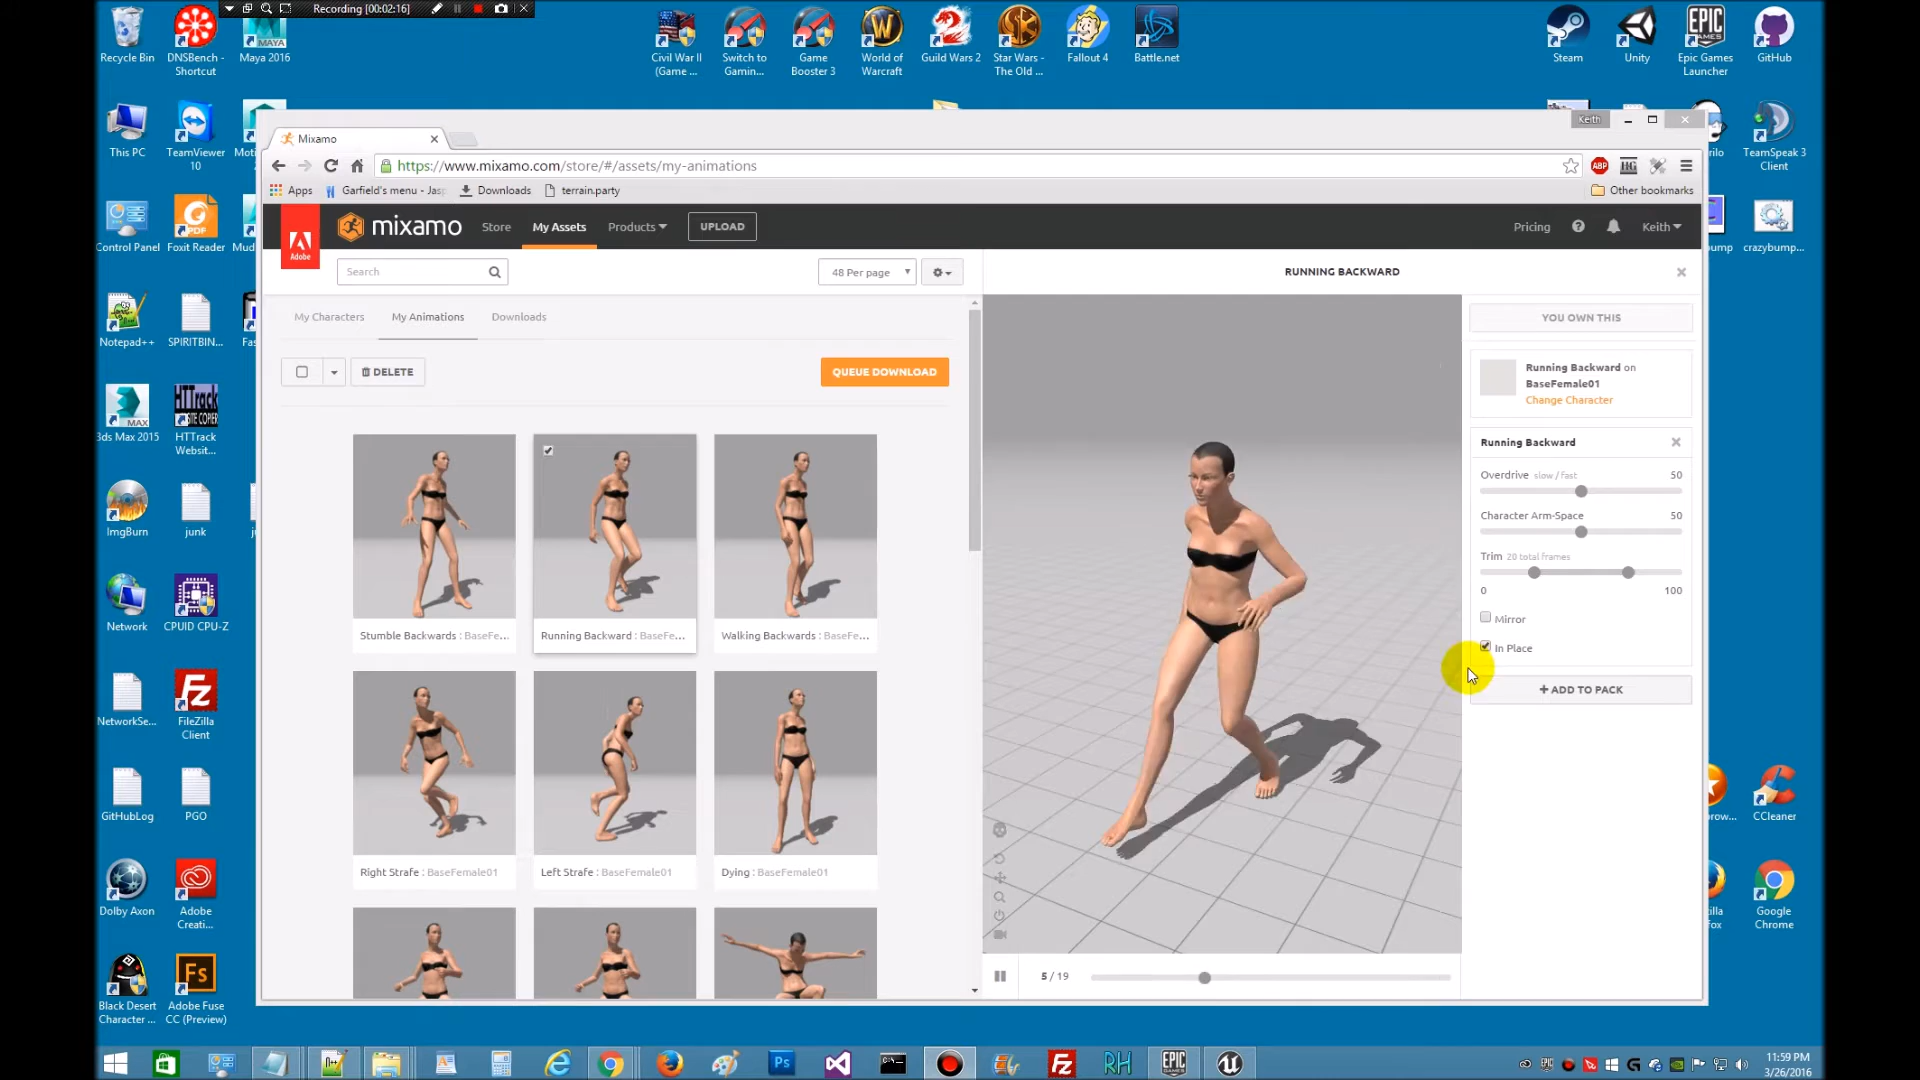 Recording [00:02:16]
Recycle Bin
DNSBench - Shortcut
MAYA
Maya 2016
Civil War II (Game ...
Switch to Gamin...
Game Booster 3
World of Warcraft
Guild Wars 2
Star Wars - The Old ...
Fallout 4
Battle.net
Steam
Unity
EPIC GAMES
Epic Games Launcher
GitHub
This PC
TeamViewer 10
Moti
TeamSpeak 3 Client
Control Panel
Foxit Reader
Mud
crazybump...
Notepad++
SPIRITBIN...
Fas
3ds Max 2015
HTTrack Websit...
ImgBurn
junk
Network
CPUID CPU-Z
NetworkSe...
FileZilla Client
GitHubLog
PGO
CCleaner
Dolby Axon
Adobe Creati...
Google Chrome
Black Desert Character ...
Adobe Fuse CC (Preview)
Keith
Mixamo
https://www.mixamo.com/store/#/assets/my-animations
ABP
Apps
Garfield's menu - Jasp
Downloads
terrain.party
Other bookmarks
Adobe
mixamo
Store
My Assets
Products
UPLOAD
Pricing
Keith
Search
48 Per page
RUNNING BACKWARD
My Characters
My Animations
Downloads
DELETE
QUEUE DOWNLOAD
Stumble Backwards : BaseFe...
Running Backward : BaseFe...
Walking Backwards : BaseFe...
Right Strafe : BaseFemale01
Left Strafe : BaseFemale01
Dying : BaseFemale01
YOU OWN THIS
Running Backward on
BaseFemale01
Change Character
Running Backward
Overdrive slow / fast 50
Character Arm-Space 50
Trim 20 total frames
0 100
Mirror
In Place
+ ADD TO PACK
5 / 19
11:59 PM
3/26/2016